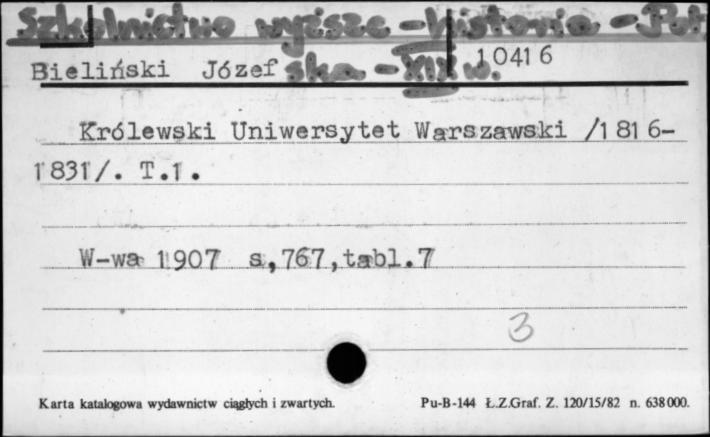 Szkolnictwo wyższe - historia - Pol
ska - XIX w.
Bieliński Józef 10416
Królewski Uniwersytet Warszawski /1816-
1831/. T.1.
W-wa 1907 s,767,tabl.7
3
Karta katalogowa wydawnictw ciągłych i zwartych. Pu-B-144 Ł.Z.Graf. Z. 120/15/82 n. 638000.